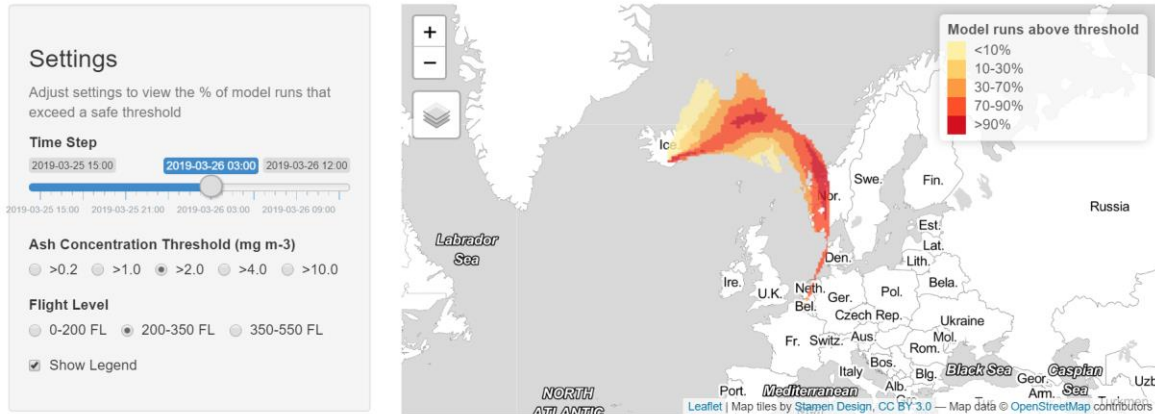 Settings
Adjust settings to view the % of model runs that
exceed a safe threshold
Time Step
2019-03-25 15:00 2019-03-26 03:00 2019-03-26 12:00
2019-03-25 15:00 2019-03-25 21:00 2019-03-26 03:00 2019-03-26 09:00
Ash Concentration Threshold (mg m-3)
>0.2 >1.0 >2.0 >4.0 >10.0
Flight Level
0-200 FL 200-350 FL 350-550 FL
Show Legend
+
−
Model runs above threshold
<10%
10-30%
30-70%
70-90%
>90%
Ice.
Swe. Fin.
Nor.
Russia
Est.
Labrador
Sea
Lat.
Den.
Lith.
Ire. U.K. Neth. Bela.
Bel. Ger. Pol.
Czech Rep.
Ukraine
Fr. Switz. Aus. Mol.
Rom.
Italy Bos. Black Sea Caspian
Sea
Blg. Geor. Uzb
Port. Mediterranean Alb. Arm.
NORTH
ATLANTIC
Leaflet | Map tiles by Stamen Design, CC BY 3.0 — Map data © OpenStreetMap contributors